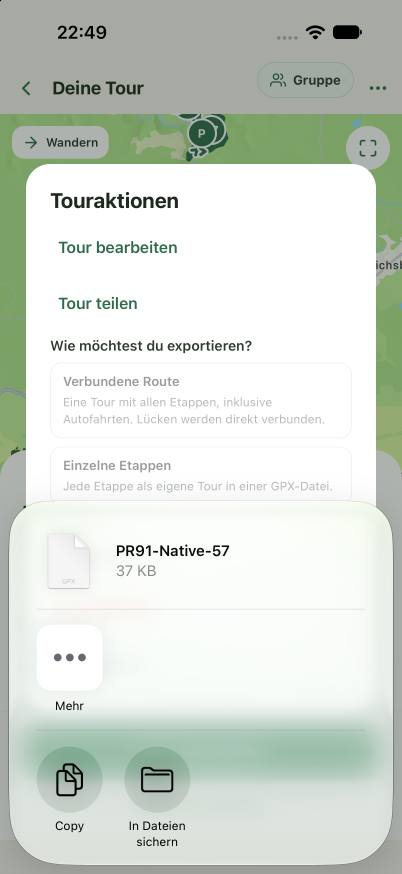 22:49
Deine Tour
Gruppe
Wandern
P
Touraktionen
Tour bearbeiten
Tour teilen
Wie möchtest du exportieren?
Verbundene Route
Eine Tour mit allen Etappen, inklusive
Autofahrten. Lücken werden direkt verbunden.
Einzelne Etappen
Jede Etappe als eigene Tour in einer GPX-Datei.
GPX
PR91-Native-57
37 KB
Mehr
Copy
In Dateien
sichern